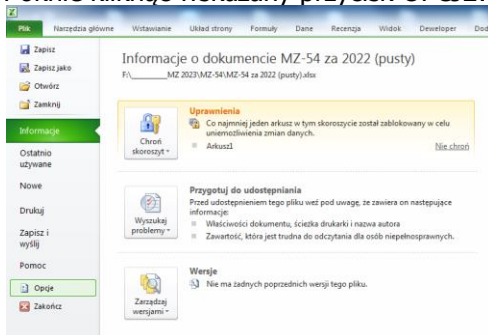 Plik Narzędzia główne Wstawianie Układ strony Formuły Dane Recenzja Widok Deweloper
Zapisz
Zapisz jako
Otwórz
Zamknij
Informacje
Ostatnio
używane
Nowe
Drukuj
Zapisz i
wyślij
Pomoc
Opcje
Zakończ
Informacje o dokumencie MZ-54 za 2022 (pusty)
F:\________MZ 2023\MZ-54\MZ-54 za 2022 (pusty).xlsx
Chroń
skoroszyt
Uprawnienia
Co najmniej jeden arkusz w tym skoroszycie został zablokowany w celu
uniemożliwienia zmian danych.
Arkusz1 Nie chroń
Wyszukaj
problemy
Przygotuj do udostępniania
Przed udostępnieniem tego pliku weź pod uwagę, że zawiera on następujące
informacje:
Właściwości dokumentu, ścieżka drukarki i nazwa autora
Zawartość, która jest trudna do odczytania dla osób niepełnosprawnych.
Zarządzaj
wersjami
Wersje
Nie ma żadnych poprzednich wersji tego pliku.